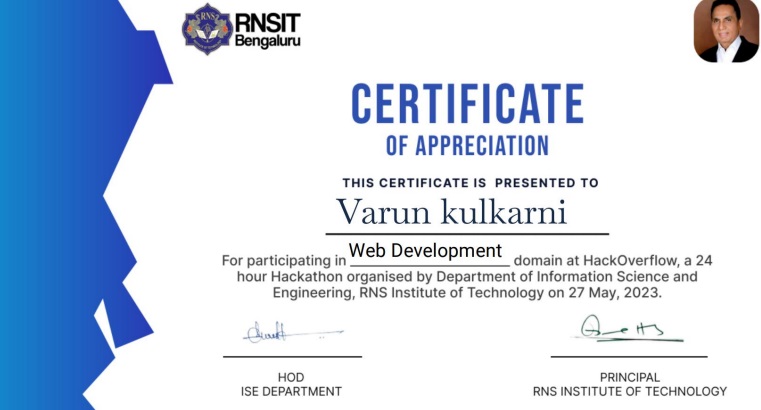 RNSIT
Bengaluru
CERTIFICATE
OF APPRECIATION
THIS CERTIFICATE IS PRESENTED TO
Varun kulkarni
For participating in Web Development domain at HackOverflow, a 24
hour Hackathon organised by Department of Information Science and
Engineering, RNS Institute of Technology on 27 May, 2023.
HOD
ISE DEPARTMENT
PRINCIPAL
RNS INSTITUTE OF TECHNOLOGY